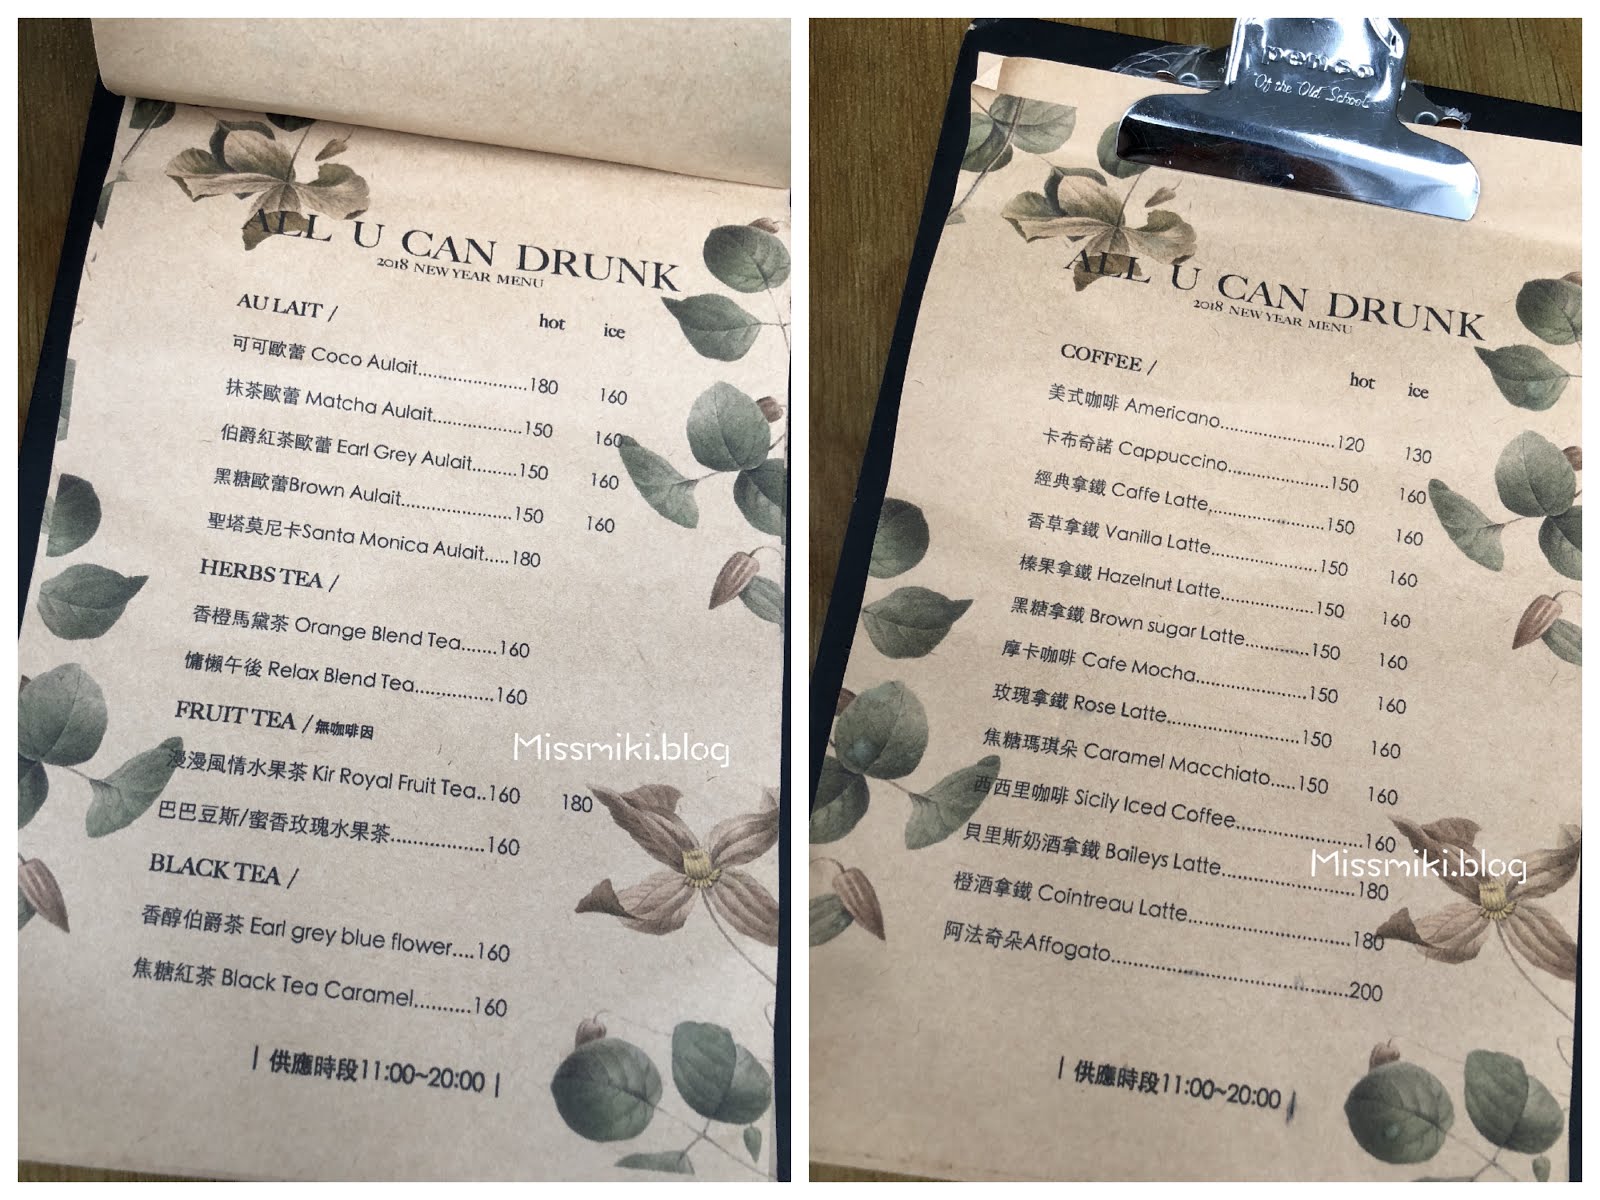 ALL U CAN DRUNK
2018 NEW YEAR MENU
AU LAIT / hot ice
可可歐蕾 Coco Aulait.......................180 160
抹茶歐蕾 Matcha Aulait...................150 160
伯爵紅茶歐蕾 Earl Grey Aulait..........150 160
黑糖歐蕾Brown Aulait.......................150 160
聖塔莫尼卡Santa Monica Aulait.....180
HERBS TEA /
香橙馬黛茶 Orange Blend Tea.......160
慵懶午後 Relax Blend Tea...............160
FRUIT TEA /無咖啡因
漫漫風情水果茶 Kir Royal Fruit Tea..160 180
巴巴豆斯/蜜香玫瑰水果茶..................160
BLACK TEA /
香醇伯爵茶 Earl grey blue flower....160
焦糖紅茶 Black Tea Caramel..........160
| 供應時段11:00~20:00 |
Missmiki.blog
penco
"Of the Old School"
ALL U CAN DRUNK
2018 NEW YEAR MENU
COFFEE / hot ice
美式咖啡 Americano........................120 130
卡布奇諾 Cappuccino.....................150 160
經典拿鐵 Caffe Latte........................150 160
香草拿鐵 Vanilla Latte......................150 160
榛果拿鐵 Hazelnut Latte...................150 160
黑糖拿鐵 Brown sugar Latte.............150 160
摩卡咖啡 Cafe Mocha.......................150 160
玫瑰拿鐵 Rose Latte............................150 160
焦糖瑪琪朵 Caramel Macchiato.....150 160
西西里咖啡 Sicily Iced Coffee...........................160
貝里斯奶酒拿鐵 Baileys Latte............................180
橙酒拿鐵 Cointreau Latte..................................180
阿法奇朵Affogato................................................200
| 供應時段11:00~20:00 |
Missmiki.blog